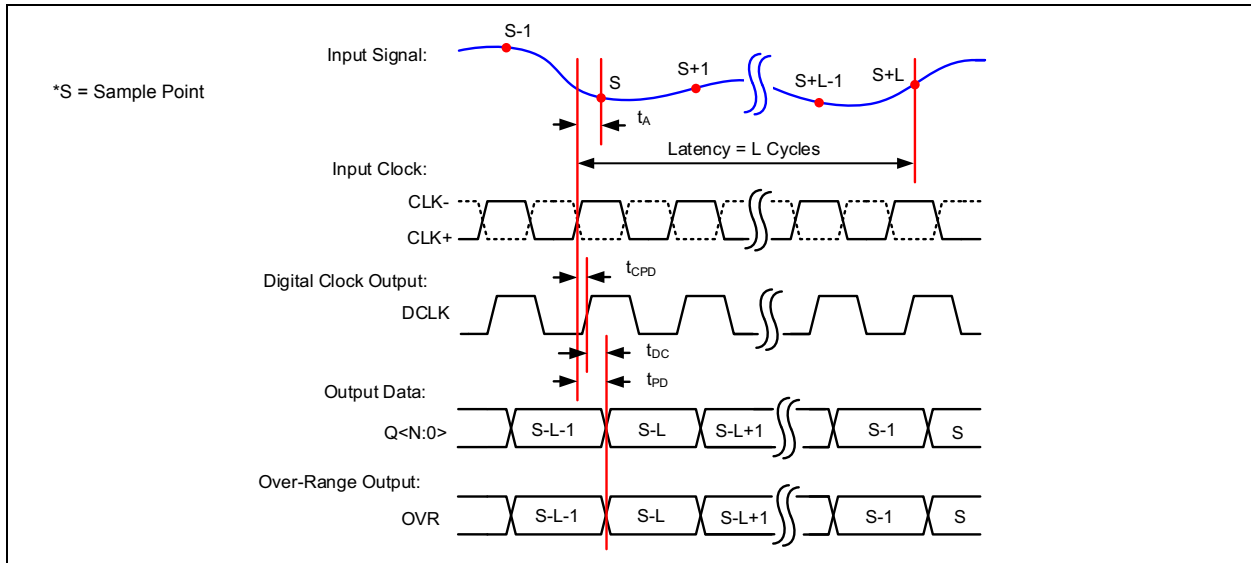 S-1
Input Signal:
*S = Sample Point
S
S+1
S+L-1
S+L
tA
Latency = L Cycles
Input Clock:
CLK-
CLK+
tCPD
Digital Clock Output:
DCLK
tDC
tPD
Output Data:
Q<N:0>
S-L-1
S-L
S-L+1
S-1
S
Over-Range Output:
OVR
S-L-1
S-L
S-L+1
S-1
S